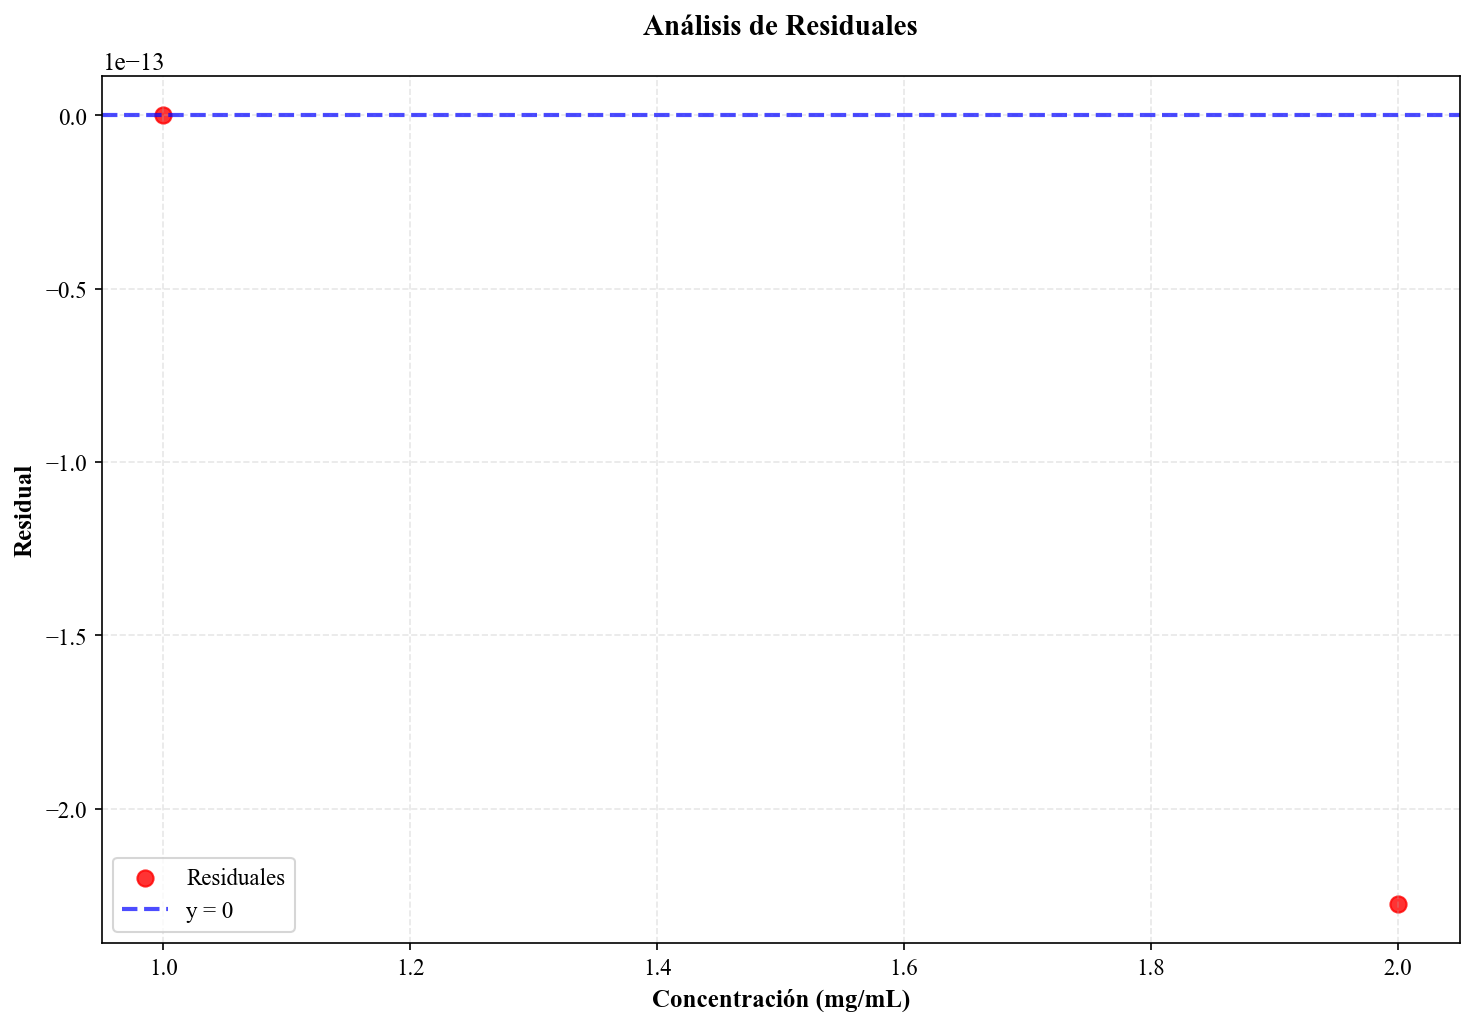 Análisis de Residuales
1e−13
0.0
−0.5
−1.0
−1.5
−2.0
Residual
Residuales
y = 0
1.0 1.2 1.4 1.6 1.8 2.0
Concentración (mg/mL)